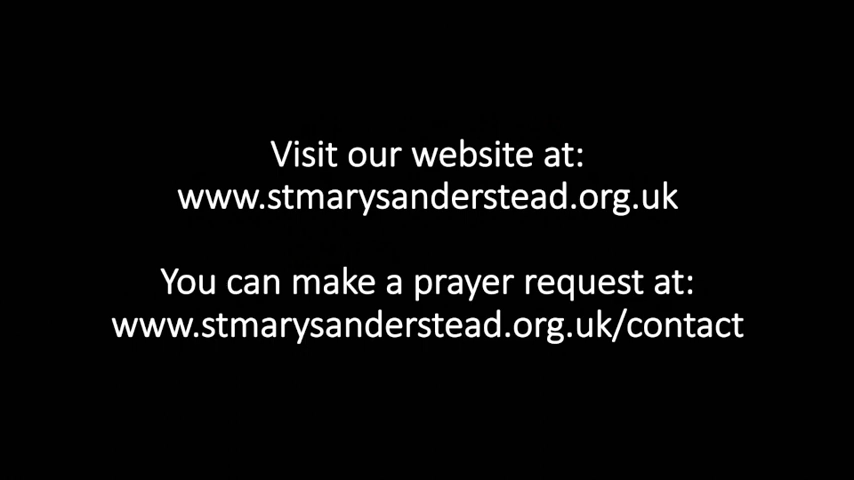 Visit our website at:
www.stmarysanderstead.org.uk
You can make a prayer request at:
www.stmarysanderstead.org.uk/contact